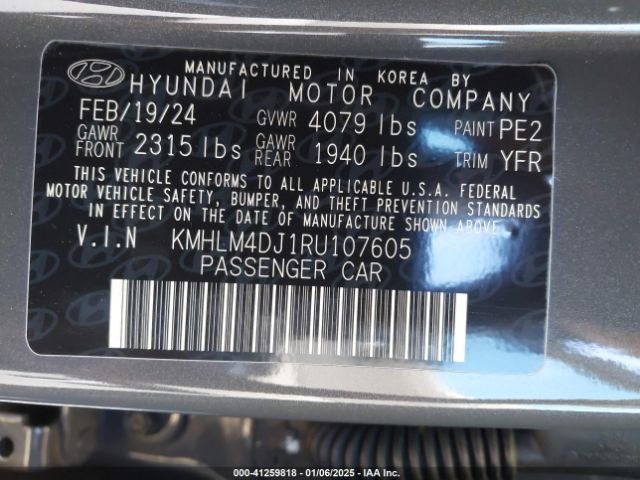 MANUFACTURED IN KOREA BY
HYUNDAI MOTOR COMPANY
FEB/19/24 GVWR 4079 lbs PAINT PE2
GAWR FRONT 2315 lbs GAWR REAR 1940 lbs TRIM YFR
THIS VEHICLE CONFORMS TO ALL APPLICABLE U.S.A. FEDERAL
MOTOR VEHICLE SAFETY, BUMPER, AND THEFT PREVENTION STANDARDS
IN EFFECT ON THE DATE OF MANUFACTURE SHOWN ABOVE.
V.I.N KMHLM4DJ1RU107605
PASSENGER CAR
000-41259818 - 01/06/2025 - IAA Inc.